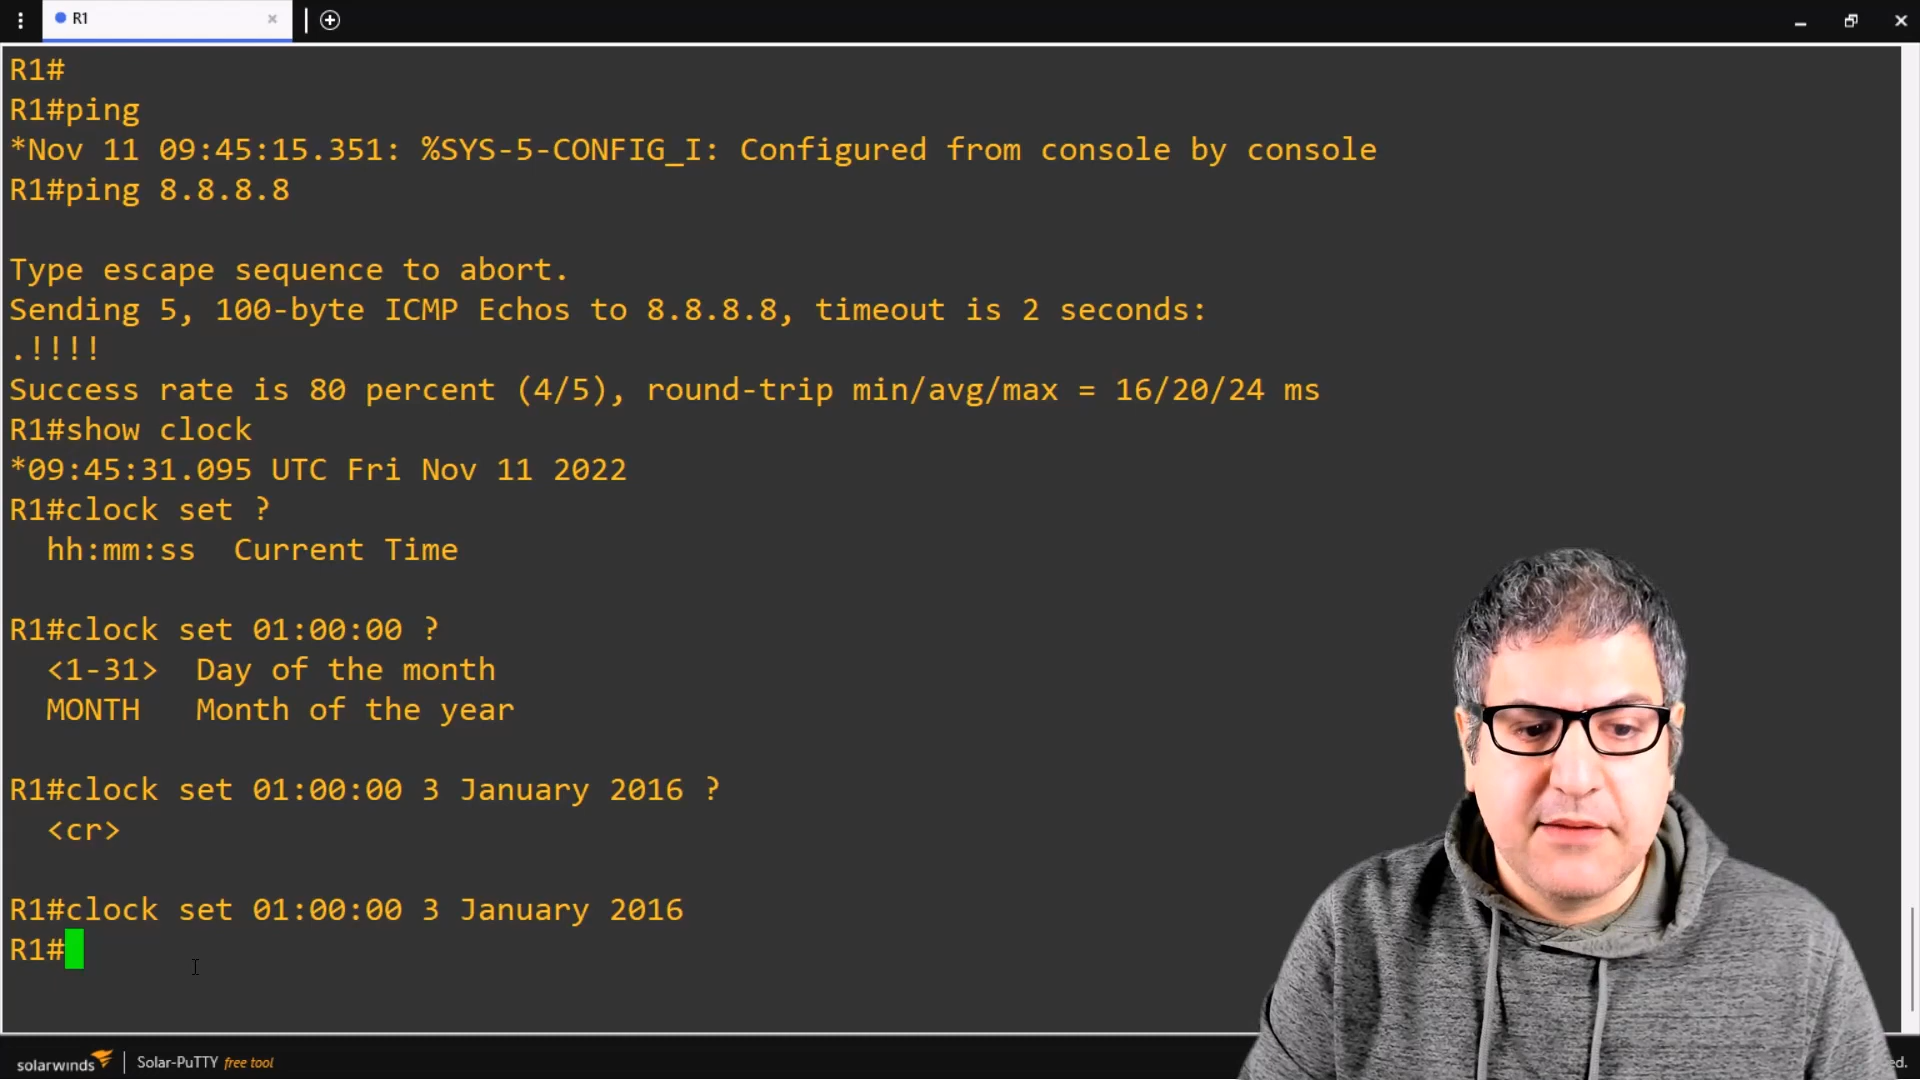 R1
R1#
R1#ping
*Nov 11 09:45:15.351: %SYS-5-CONFIG_I: Configured from console by console
R1#ping 8.8.8.8
Type escape sequence to abort.
Sending 5, 100-byte ICMP Echos to 8.8.8.8, timeout is 2 seconds:
.!!!!
Success rate is 80 percent (4/5), round-trip min/avg/max = 16/20/24 ms
R1#show clock
*09:45:31.095 UTC Fri Nov 11 2022
R1#clock set ?
hh:mm:ss  Current Time
R1#clock set 01:00:00 ?
<1-31>  Day of the month
MONTH   Month of the year
R1#clock set 01:00:00 3 January 2016 ?
<cr>
R1#clock set 01:00:00 3 January 2016
R1#
solarwinds | Solar-PuTTY free tool